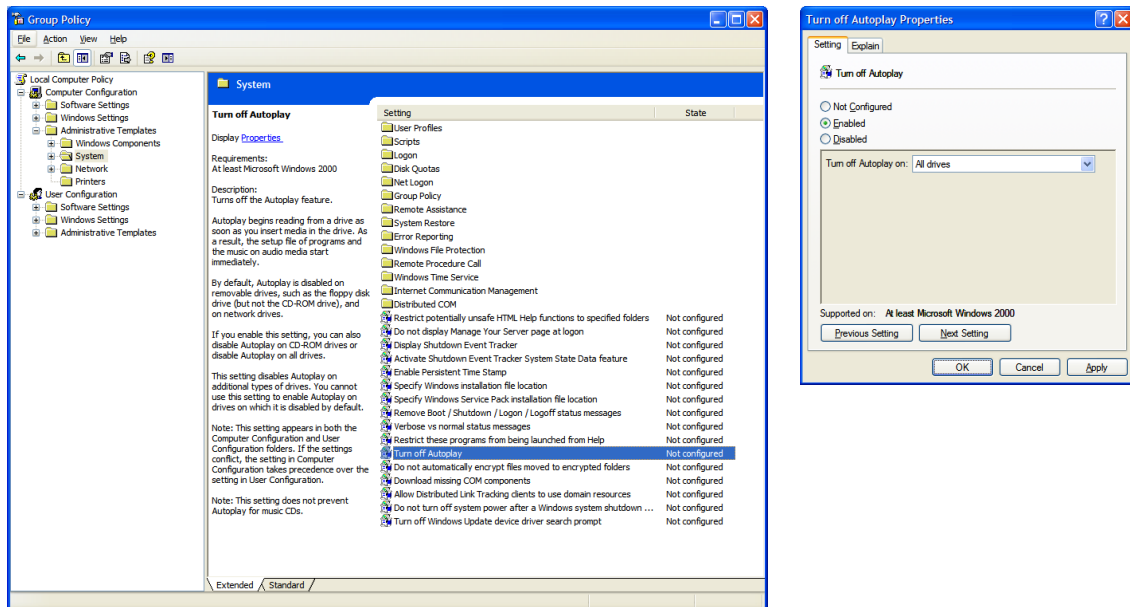 Group Policy
File Action View Help
Local Computer Policy
Computer Configuration
Software Settings
Windows Settings
Administrative Templates
Windows Components
System
Network
Printers
User Configuration
Software Settings
Windows Settings
Administrative Templates
System
Turn off Autoplay
Display Properties
Requirements:
At least Microsoft Windows 2000
Description:
Turns off the Autoplay feature.
Autoplay begins reading from a drive as
soon as you insert media in the drive. As
a result, the setup file of programs and
the music on audio media start
immediately.
By default, Autoplay is disabled on
removable drives, such as the floppy disk
drive (but not the CD-ROM drive), and
on network drives.
If you enable this setting, you can also
disable Autoplay on CD-ROM drives or
disable Autoplay on all drives.
This setting disables Autoplay on
additional types of drives. You cannot
use this setting to enable Autoplay on
drives on which it is disabled by default.
Note: This setting appears in both the
Computer Configuration and User
Configuration folders. If the settings
conflict, the setting in Computer
Configuration takes precedence over the
setting in User Configuration.
Note: This setting does not prevent
Autoplay for music CDs.
Setting State
User Profiles
Scripts
Logon
Disk Quotas
Net Logon
Group Policy
Remote Assistance
System Restore
Error Reporting
Windows File Protection
Remote Procedure Call
Windows Time Service
Internet Communication Management
Distributed COM
Restrict potentially unsafe HTML Help functions to specified folders Not configured
Do not display Manage Your Server page at logon Not configured
Display Shutdown Event Tracker Not configured
Activate Shutdown Event Tracker System State Data feature Not configured
Enable Persistent Time Stamp Not configured
Specify Windows installation file location Not configured
Specify Windows Service Pack installation file location Not configured
Remove Boot / Shutdown / Logon / Logoff status messages Not configured
Verbose vs normal status messages Not configured
Restrict these programs from being launched from Help Not configured
Turn off Autoplay Not configured
Do not automatically encrypt files moved to encrypted folders Not configured
Download missing COM components Not configured
Allow Distributed Link Tracking clients to use domain resources Not configured
Do not turn off system power after a Windows system shutdown ... Not configured
Turn off Windows Update device driver search prompt Not configured
Extended Standard
Turn off Autoplay Properties
Setting Explain
Turn off Autoplay
Not Configured
Enabled
Disabled
Turn off Autoplay on: All drives
Supported on: At least Microsoft Windows 2000
Previous Setting Next Setting
OK Cancel Apply